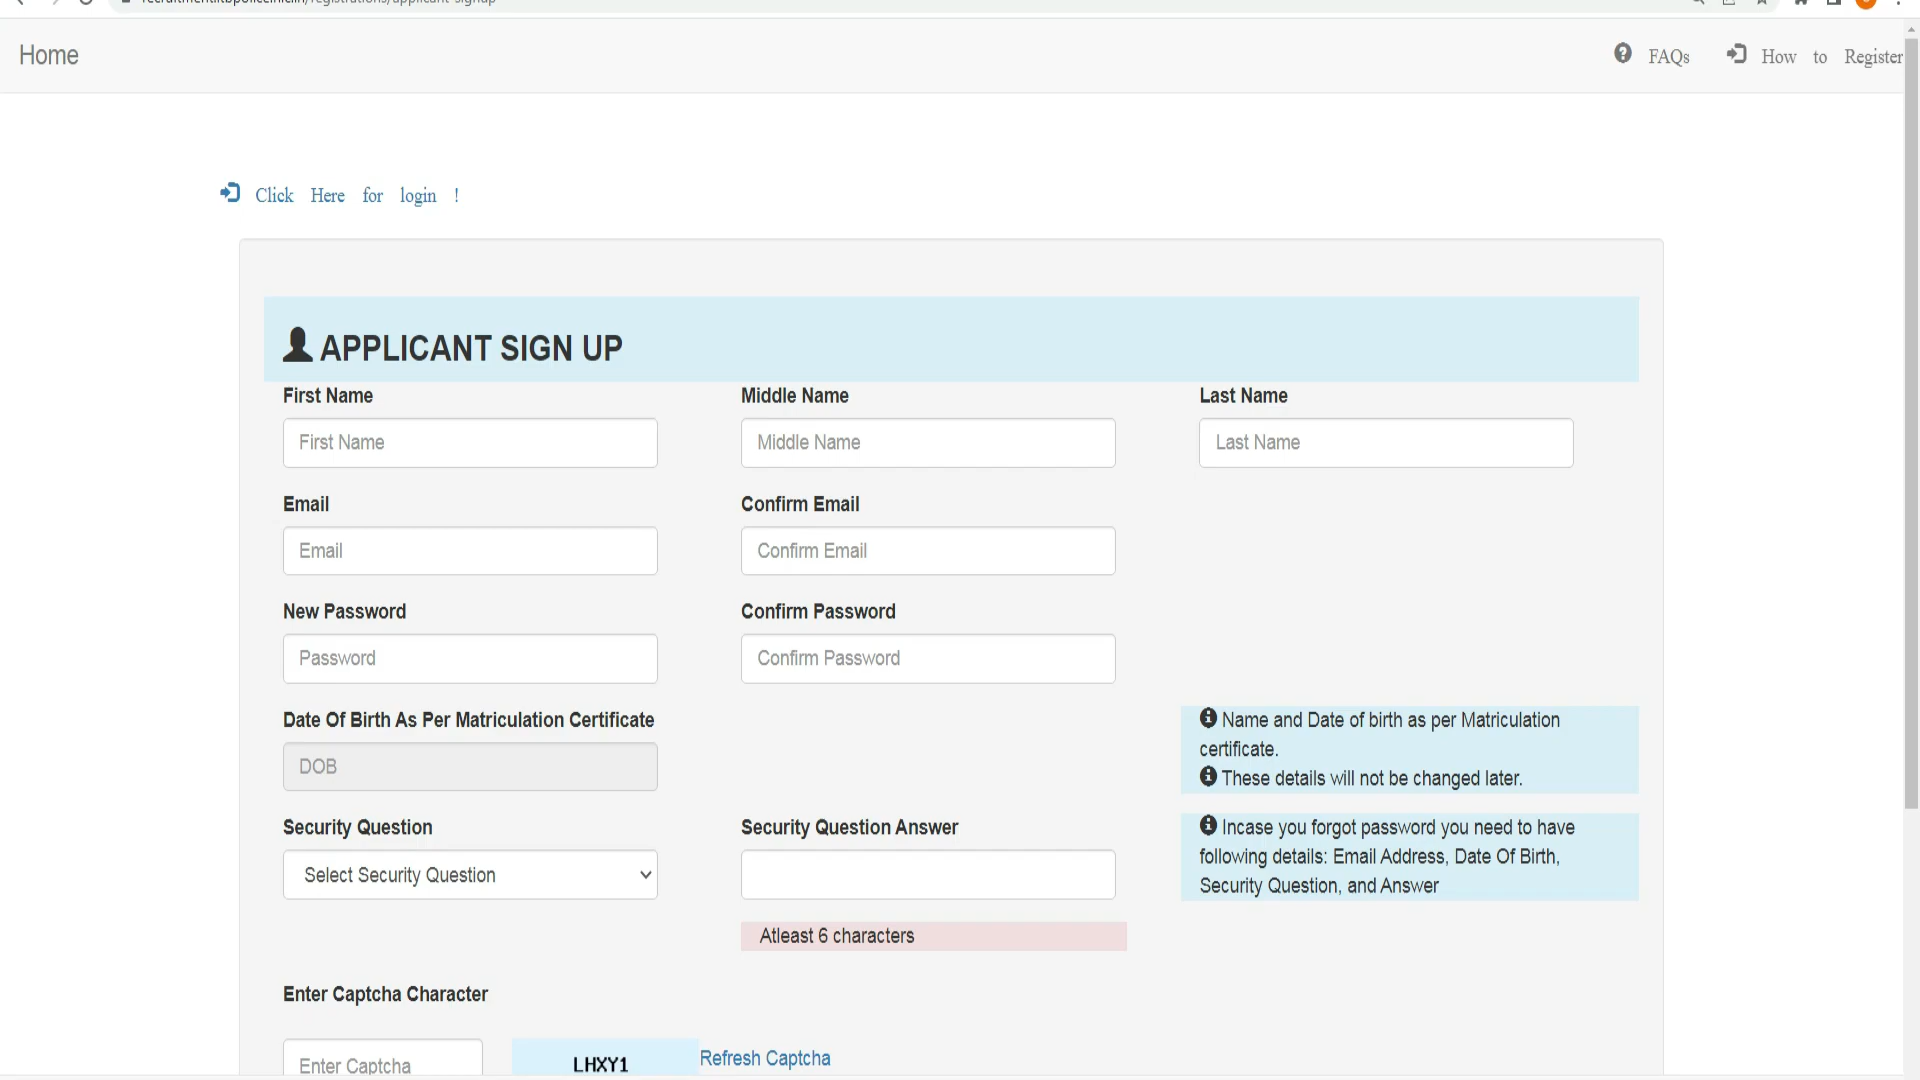 Home
FAQs
How to Register
Click Here for login !
APPLICANT SIGN UP
First Name
Middle Name
Last Name
First Name
Middle Name
Last Name
Email
Confirm Email
Email
Confirm Email
New Password
Confirm Password
Password
Confirm Password
Date Of Birth As Per Matriculation Certificate
DOB
Name and Date of birth as per Matriculation
certificate.
These details will not be changed later.
Security Question
Security Question Answer
Select Security Question
Incase you forgot password you need to have
following details: Email Address, Date Of Birth,
Security Question, and Answer
Atleast 6 characters
Enter Captcha Character
Enter Captcha
LHXY1
Refresh Captcha